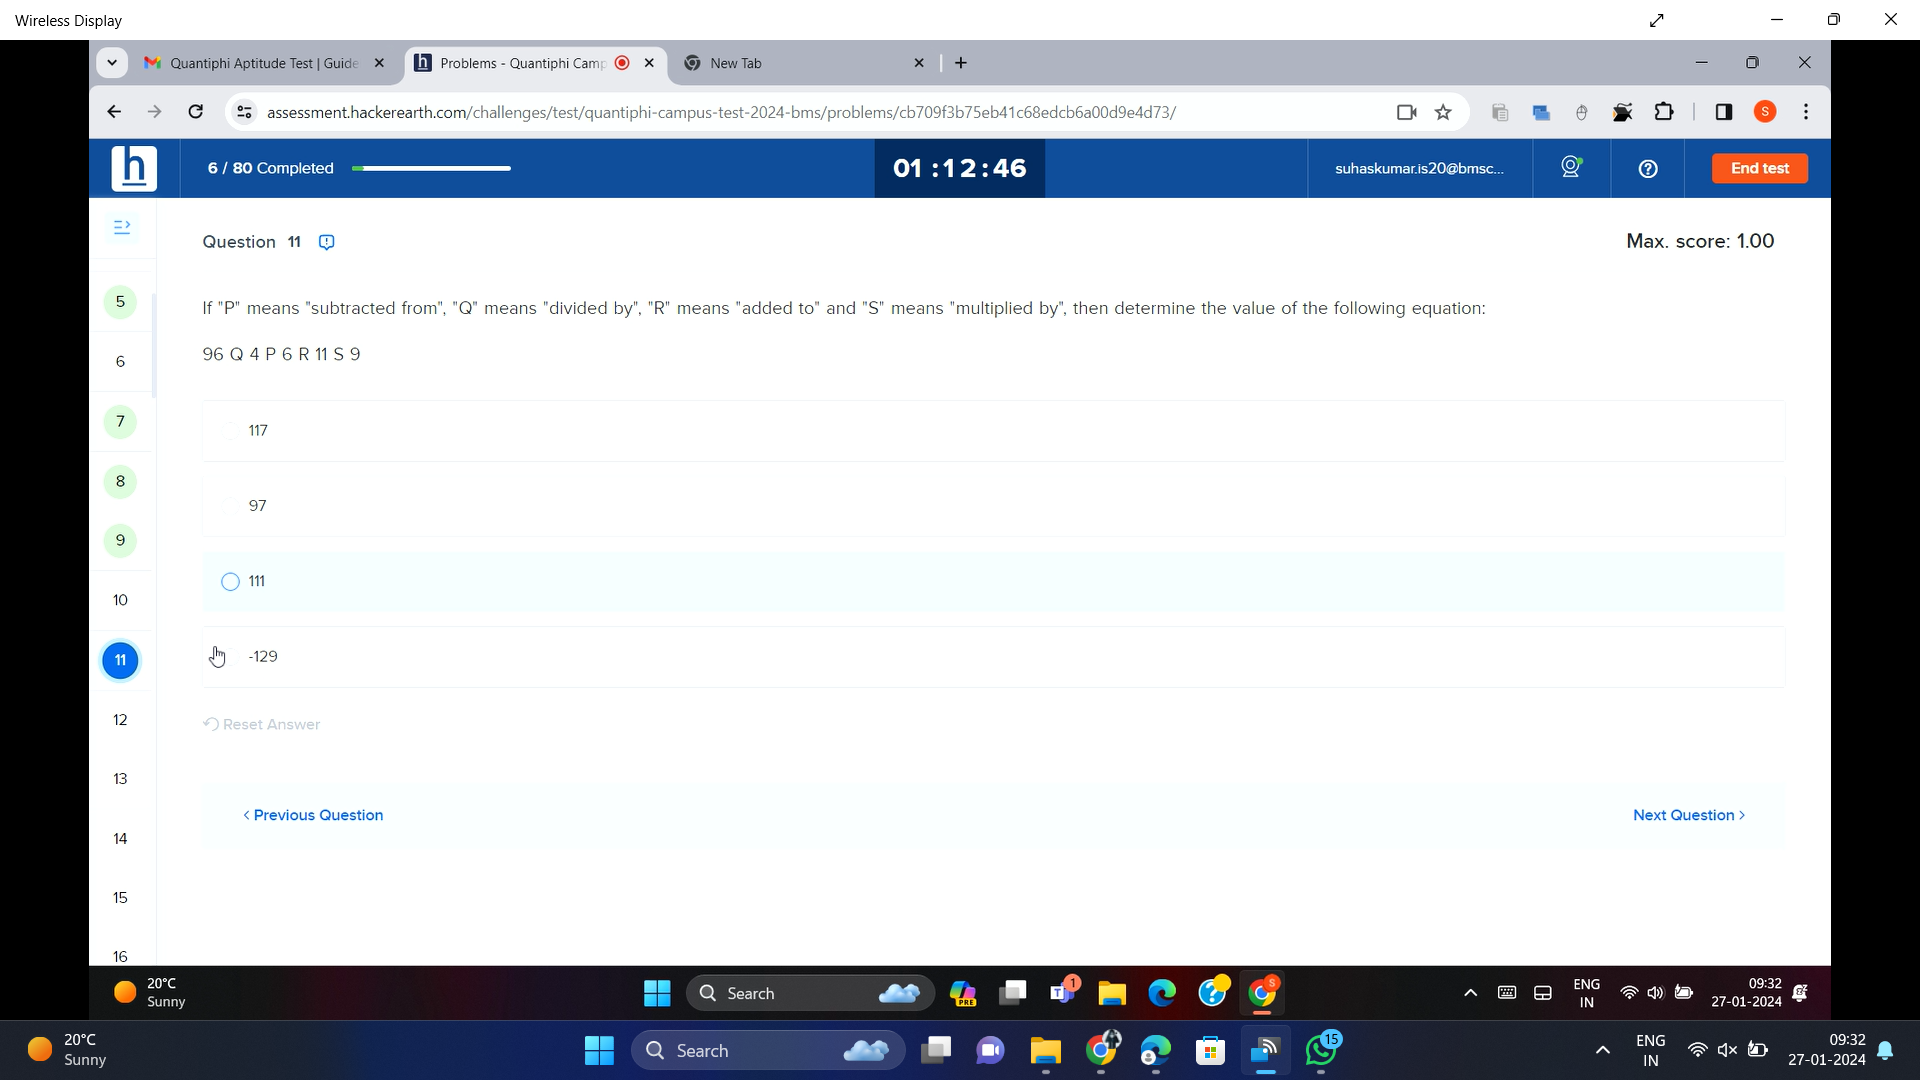 Wireless Display
Quantiphi Aptitude Test | Guide
Problems - Quantiphi Camp
New Tab
assessment.hackerearth.com/challenges/test/quantiphi-campus-test-2024-bms/problems/cb709f3b75eb41c68edcb6a00d9e4d73/
S
h
6 / 80 Completed
01 :12:46
suhaskumar.is20@bmsc...
End test
Question 11
Max. score: 1.00
If "P" means "subtracted from", "Q" means "divided by", "R" means "added to" and "S" means "multiplied by", then determine the value of the following equation:
96 Q 4 P 6 R 11 S 9
117
97
111
-129
Reset Answer
< Previous Question
Next Question >
5
6
7
8
9
10
11
12
13
14
15
16
20°C
Sunny
Search
PRE
1
S
ENG
IN
09:32
27-01-2024
20°C
Sunny
Search
15
ENG
IN
09:32
27-01-2024